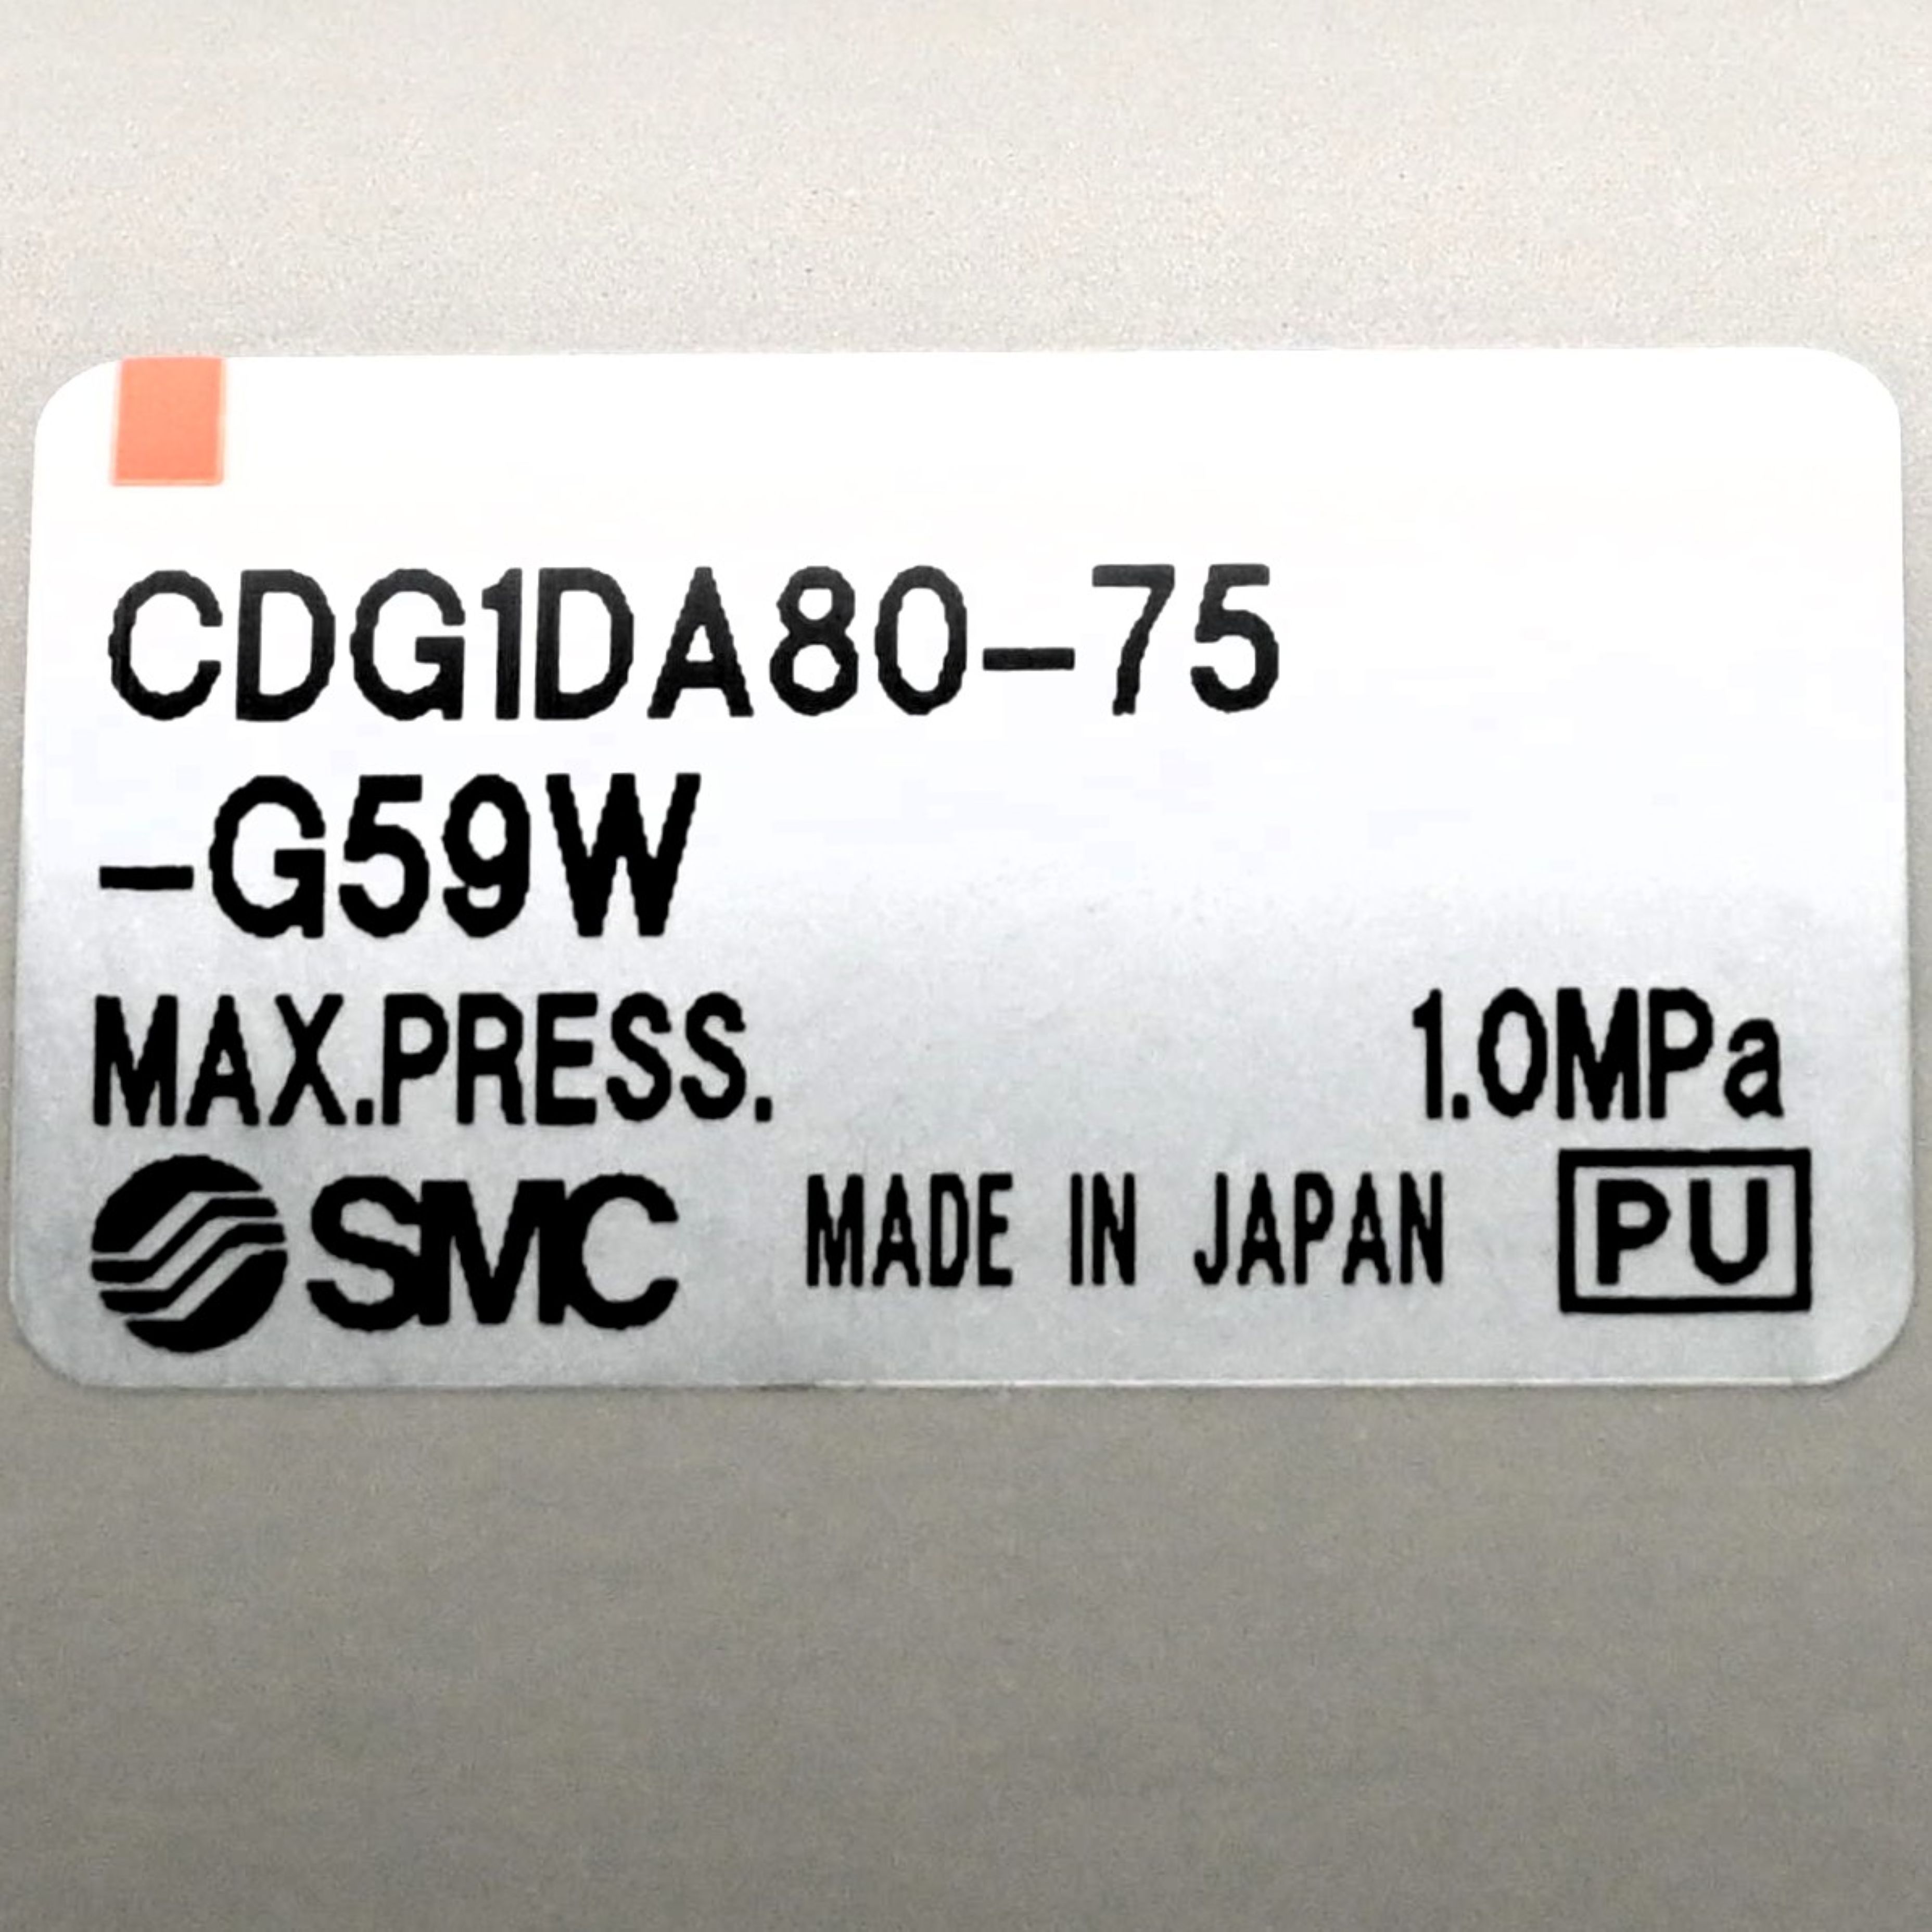 CDG1DA80-75
-G59W
MAX.PRESS. 1.0MPa
SMC MADE IN JAPAN PU